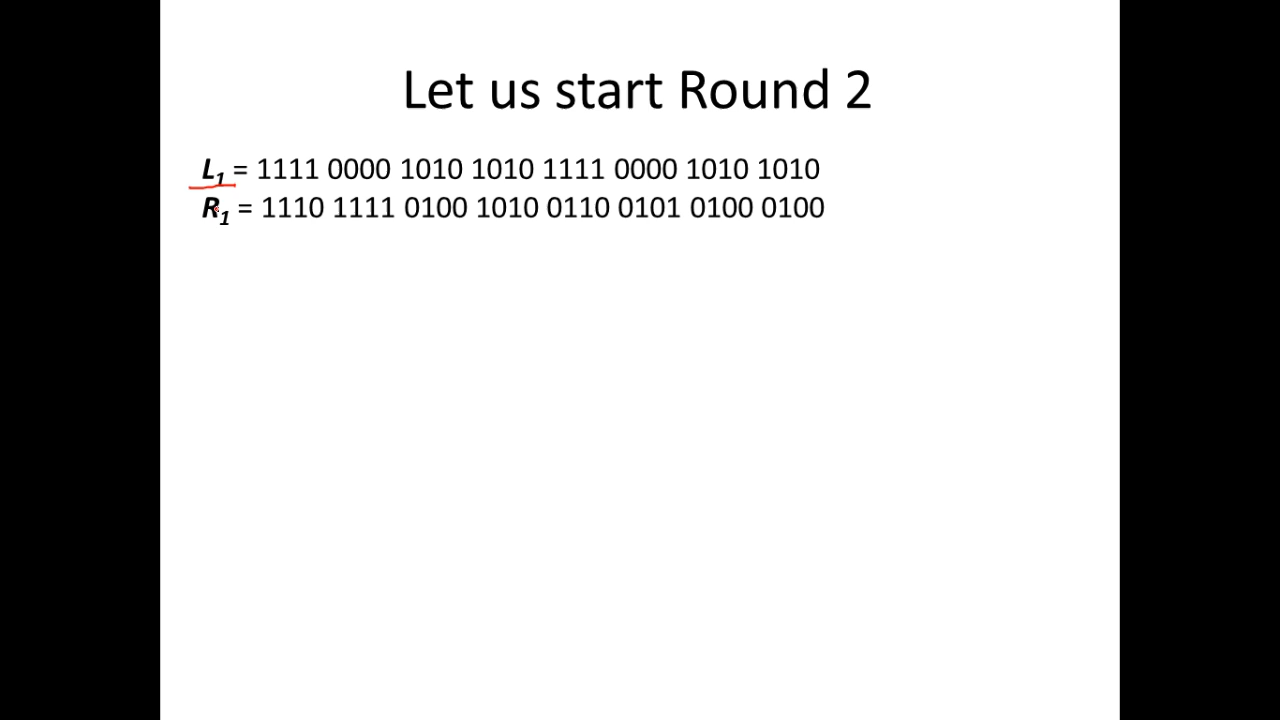 Let us start Round 2
L1 = 1111 0000 1010 1010 1111 0000 1010 1010
R1 = 1110 1111 0100 1010 0110 0101 0100 0100